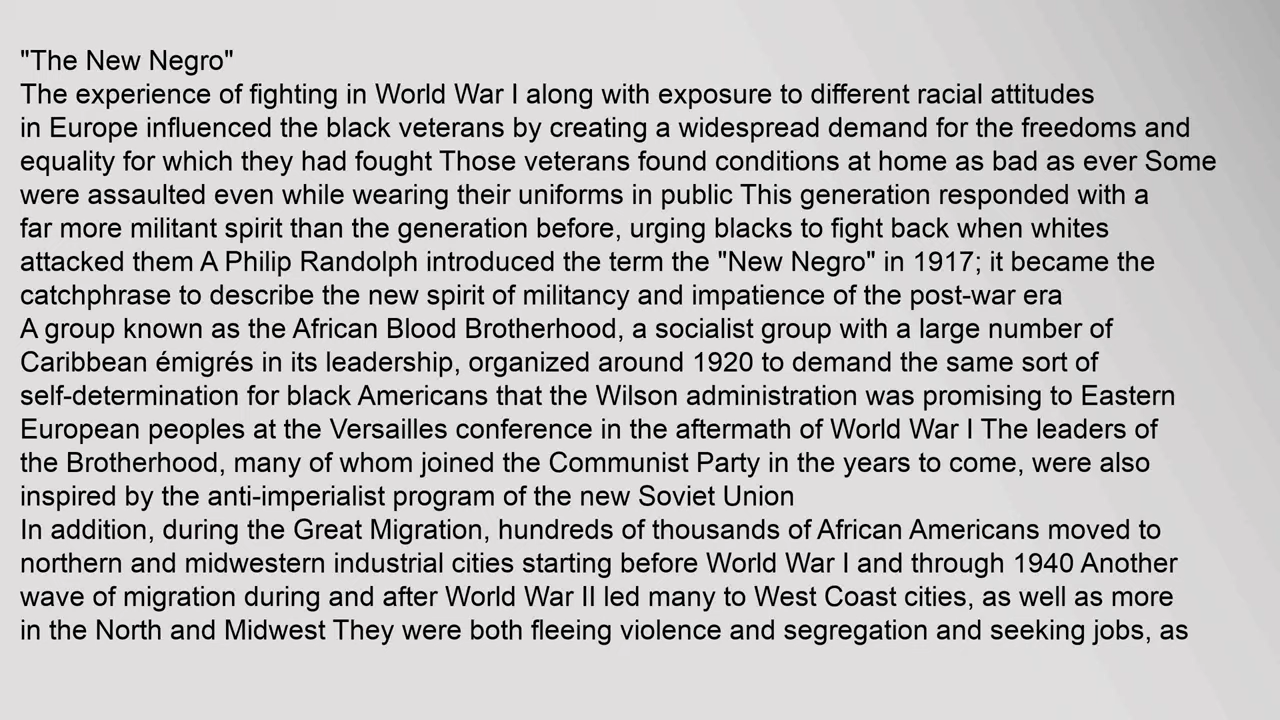 "The New Negro"
The experience of fighting in World War I along with exposure to different racial attitudes
in Europe influenced the black veterans by creating a widespread demand for the freedoms and
equality for which they had fought Those veterans found conditions at home as bad as ever Some
were assaulted even while wearing their uniforms in public This generation responded with a
far more militant spirit than the generation before, urging blacks to fight back when whites
attacked them A Philip Randolph introduced the term the "New Negro" in 1917; it became the
catchphrase to describe the new spirit of militancy and impatience of the post-war era
A group known as the African Blood Brotherhood, a socialist group with a large number of
Caribbean émigrés in its leadership, organized around 1920 to demand the same sort of
self-determination for black Americans that the Wilson administration was promising to Eastern
European peoples at the Versailles conference in the aftermath of World War I The leaders of
the Brotherhood, many of whom joined the Communist Party in the years to come, were also
inspired by the anti-imperialist program of the new Soviet Union
In addition, during the Great Migration, hundreds of thousands of African Americans moved to
northern and midwestern industrial cities starting before World War I and through 1940 Another
wave of migration during and after World War II led many to West Coast cities, as well as more
in the North and Midwest They were both fleeing violence and segregation and seeking jobs, as